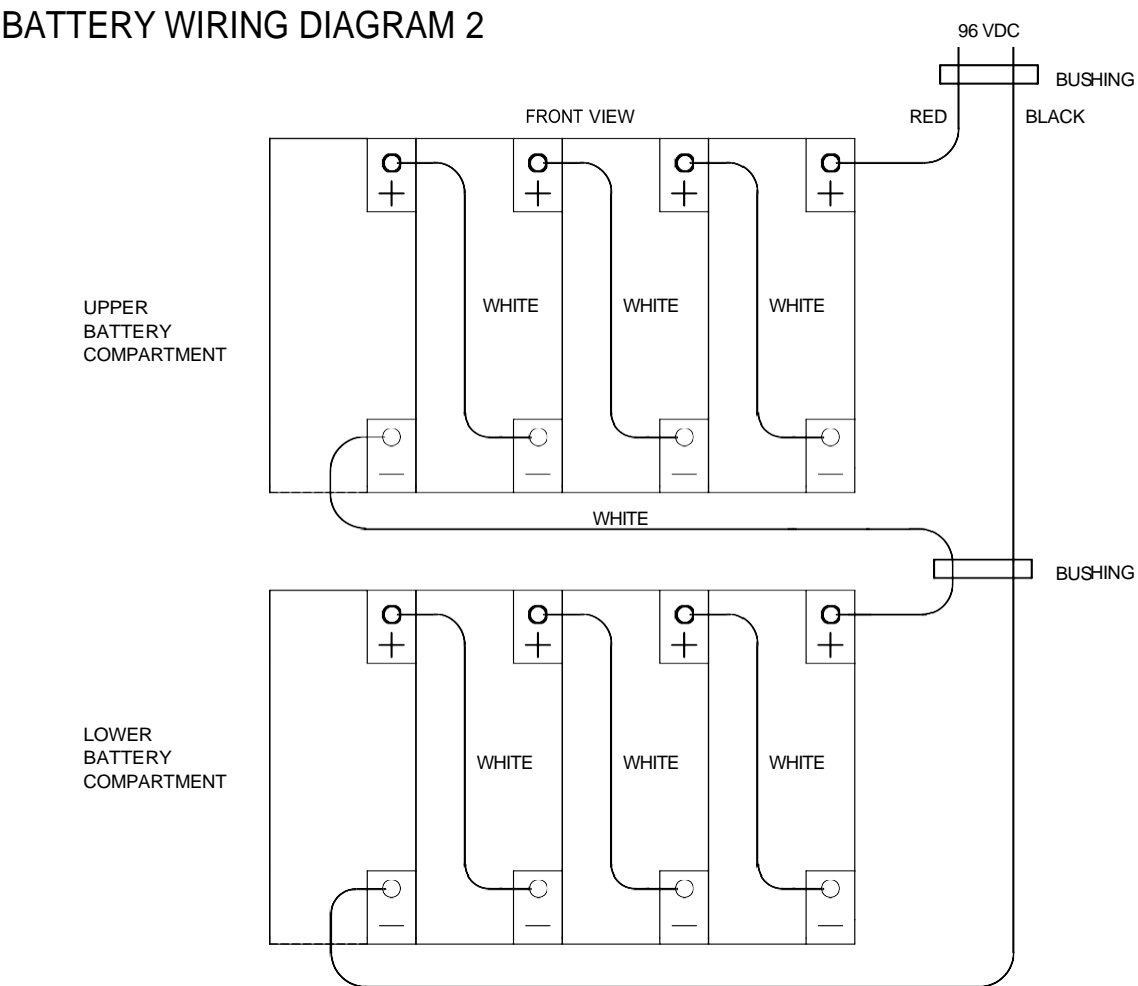 BATTERY WIRING DIAGRAM 2
96 VDC
BUSHING
FRONT VIEW
RED
BLACK
+
+
+
+
WHITE
WHITE
WHITE
UPPER
BATTERY
COMPARTMENT
—
—
—
—
WHITE
BUSHING
+
+
+
+
LOWER
BATTERY
COMPARTMENT
WHITE
WHITE
WHITE
—
—
—
—